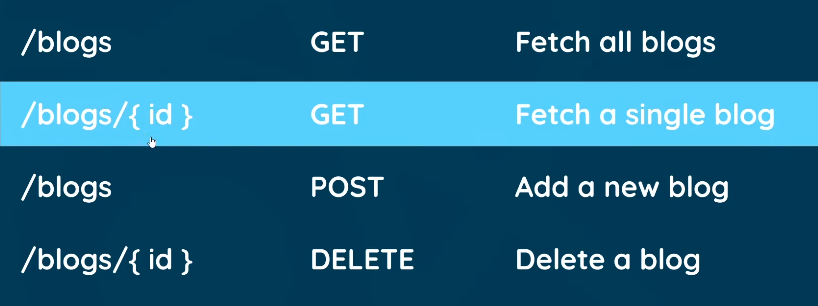 /blogs GET Fetch all blogs
/blogs/{ id } GET Fetch a single blog
/blogs POST Add a new blog
/blogs/{ id } DELETE Delete a blog